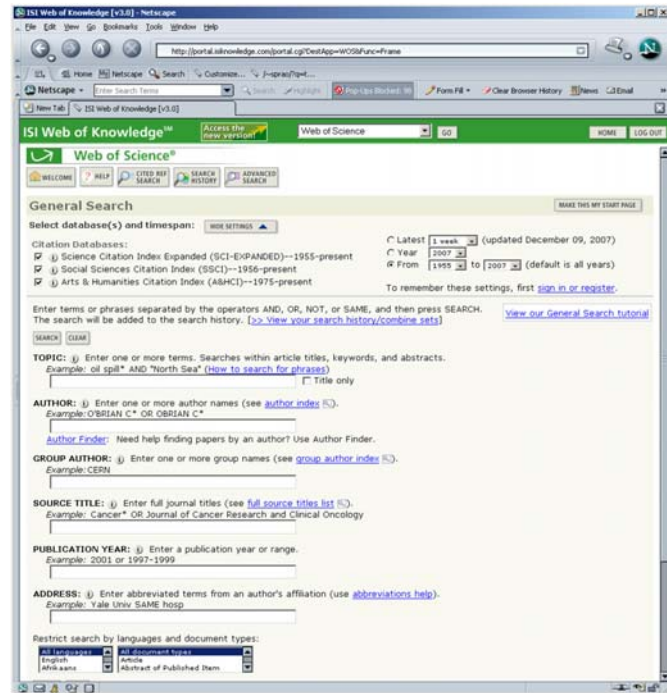 ISI Web of Knowledge [v3.0] - Netscape
File Edit View Go Bookmarks Tools Window Help
http://portal.isiknowledge.com/portal.cgi?DestApp=WOS&Func=Frame
Home Netscape Search Customize...
Netscape Enter Search Terms Search Highlight Pop-Ups Blocked: Form Fill Clear Browser History News Email
New Tab ISI Web of Knowledge [v3.0]
ISI Web of Knowledge℠ Access the new version! Web of Science GO HOME LOG OUT
Web of Science®
WELCOME ? HELP CITED REF SEARCH SEARCH HISTORY ADVANCED SEARCH
General Search MAKE THIS MY START PAGE
Select database(s) and timespan: HIDE SETTINGS
Citation Databases:
Science Citation Index Expanded (SCI-EXPANDED)--1955-present
Social Sciences Citation Index (SSCI)--1956-present
Arts & Humanities Citation Index (A&HCI)--1975-present
Latest 1 week (updated December 09, 2007)
Year 2007
From 1955 to 2007 (default is all years)
To remember these settings, first sign in or register.
Enter terms or phrases separated by the operators AND, OR, NOT, or SAME, and then press SEARCH.
The search will be added to the search history. [>> View your search history/combine sets]
View our General Search tutorial
SEARCH CLEAR
TOPIC: Enter one or more terms. Searches within article titles, keywords, and abstracts.
Example: oil spill* AND "North Sea" (How to search for phrases)
Title only
AUTHOR: Enter one or more author names (see author index).
Example: O'BRIAN C* OR OBRIAN C*
Author Finder: Need help finding papers by an author? Use Author Finder.
GROUP AUTHOR: Enter one or more group names (see group author index).
Example: CERN
SOURCE TITLE: Enter full journal titles (see full source titles list).
Example: Cancer* OR Journal of Cancer Research and Clinical Oncology
PUBLICATION YEAR: Enter a publication year or range.
Example: 2001 or 1997-1999
ADDRESS: Enter abbreviated terms from an author's affiliation (use abbreviations help).
Example: Yale Univ SAME hosp
Restrict search by languages and document types:
All languages All document types
English Article
Afrikaans Abstract of Published Item